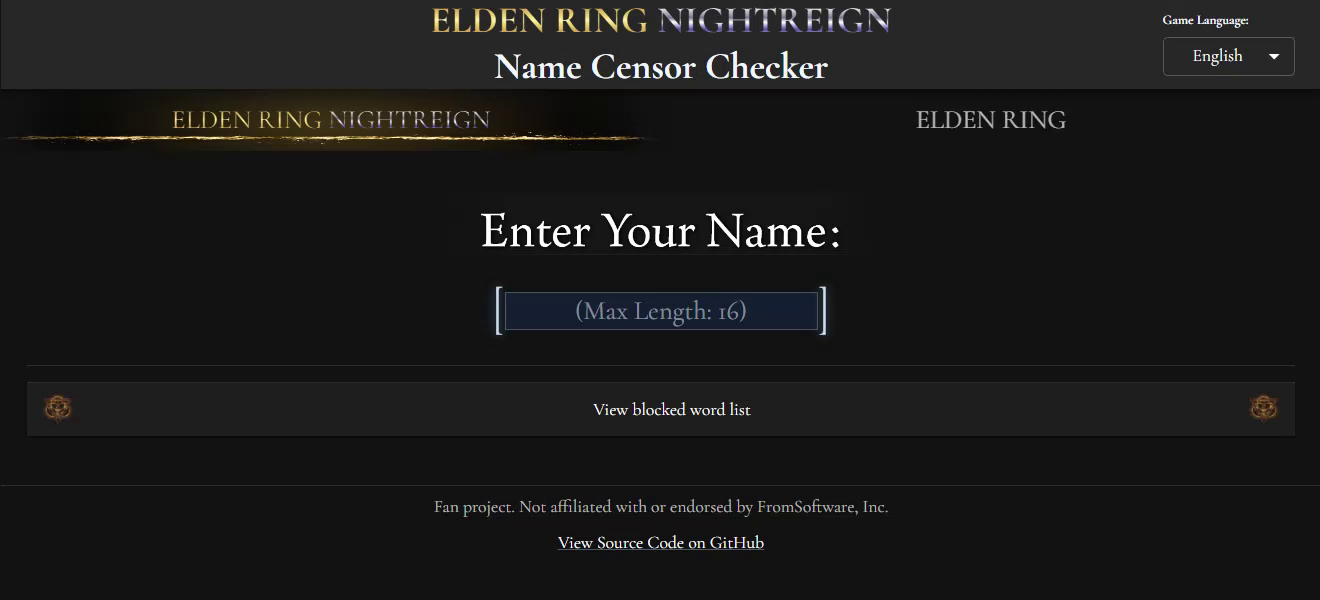 ELDEN RING NIGHTREIGN
Name Censor Checker
Game Language:
English
ELDEN RING NIGHTREIGN
ELDEN RING
Enter Your Name:
(Max Length: 16)
View blocked word list
Fan project. Not affiliated with or endorsed by FromSoftware, Inc.
View Source Code on GitHub